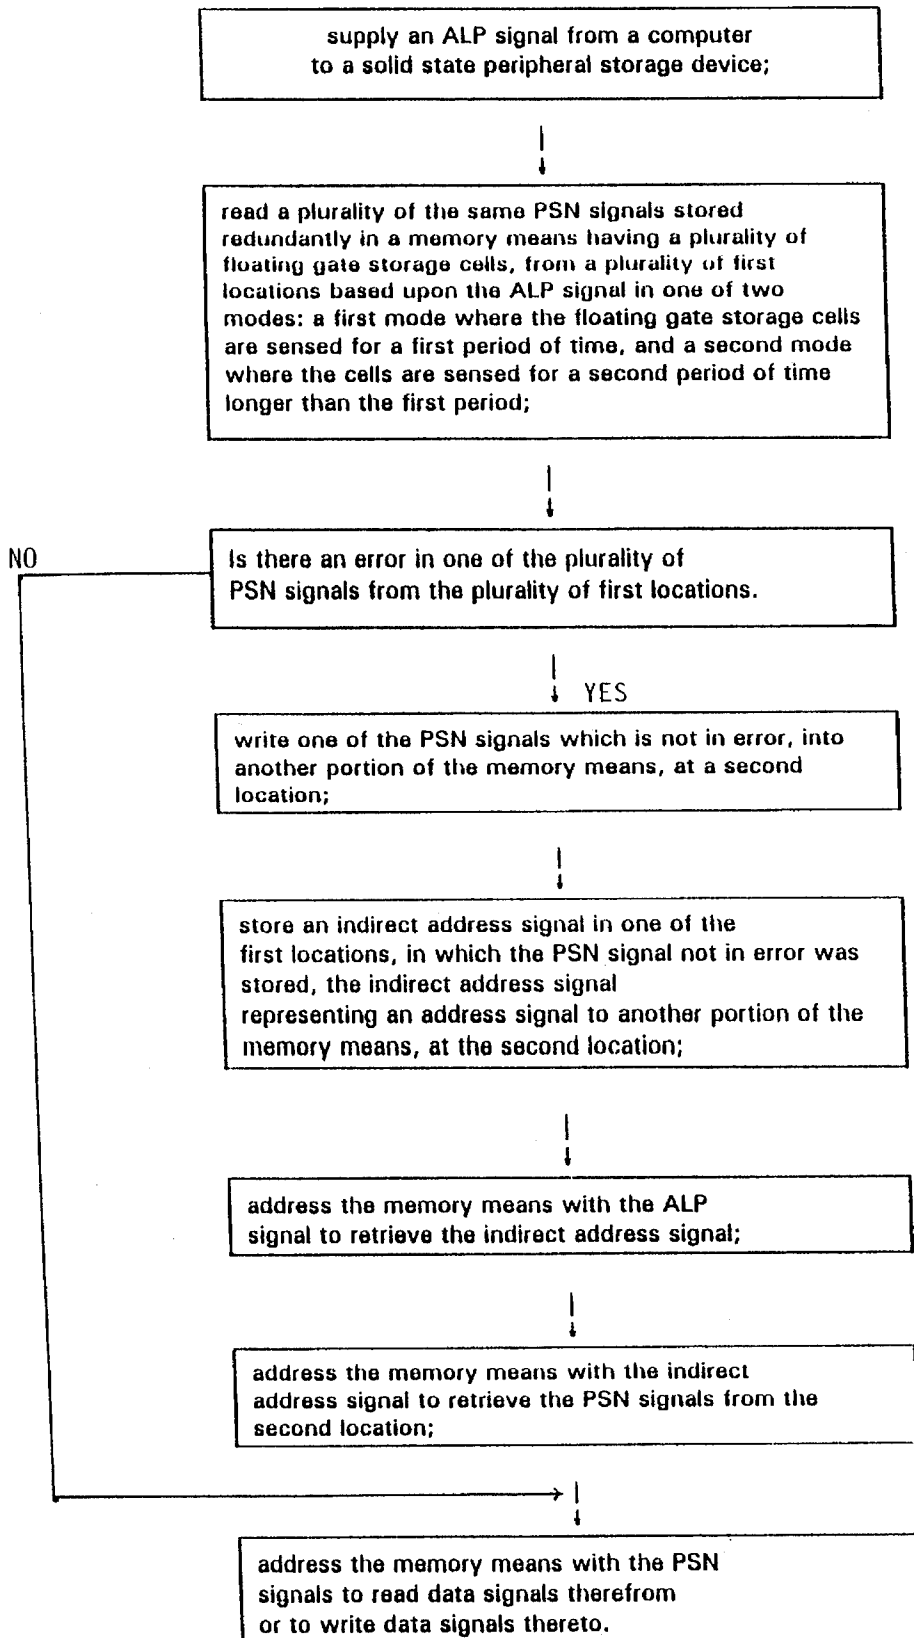 supply an ALP signal from a computer
to a solid state peripheral storage device;
read a plurality of the same PSN signals stored
redundantly in a memory means having a plurality of
floating gate storage cells, from a plurality of first
locations based upon the ALP signal in one of two
modes: a first mode where the floating gate storage cells
are sensed for a first period of time, and a second mode
where the cells are sensed for a second period of time
longer than the first period;
NO
Is there an error in one of the plurality of
PSN signals from the plurality of first locations.
YES
write one of the PSN signals which is not in error, into
another portion of the memory means, at a second
location;
store an indirect address signal in one of the
first locations, in which the PSN signal not in error was
stored, the indirect address signal
representing an address signal to another portion of the
memory means, at the second location;
address the memory means with the ALP
signal to retrieve the indirect address signal;
address the memory means with the indirect
address signal to retrieve the PSN signals from the
second location;
address the memory means with the PSN
signals to read data signals therefrom
or to write data signals thereto.